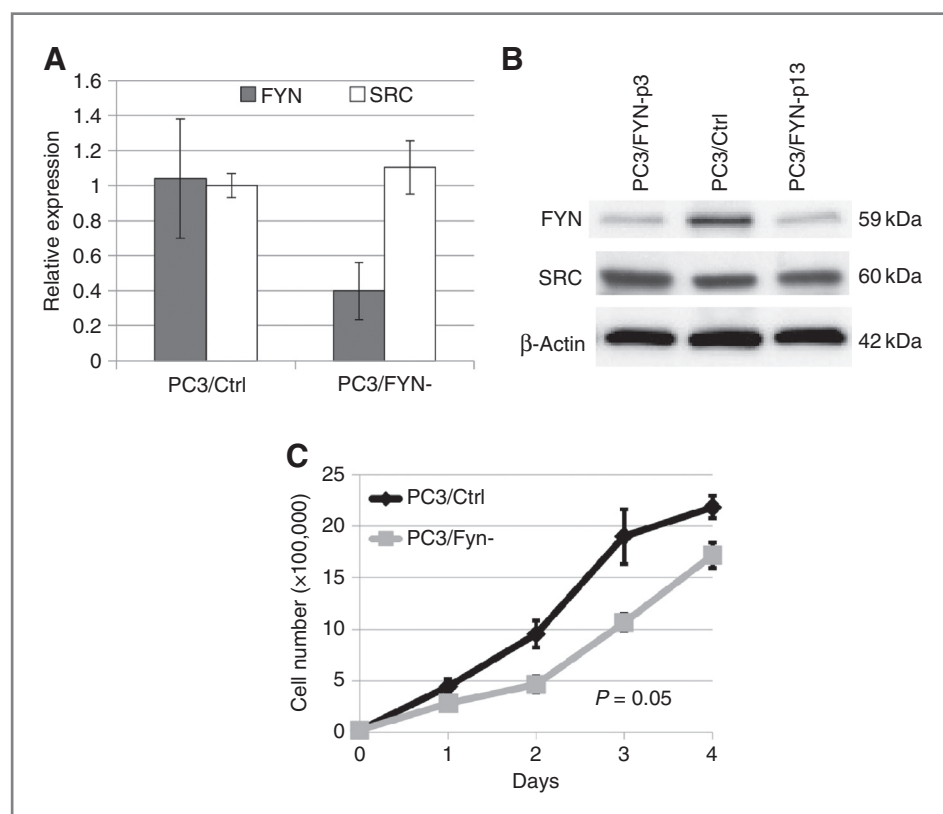 A
Relative expression
1.6
1.4
1.2
1
0.8
0.6
0.4
0.2
0
FYN
SRC
PC3/Ctrl
PC3/FYN-
B
PC3/FYN-p3
PC3/Ctrl
PC3/FYN-p13
FYN
59 kDa
SRC
60 kDa
β-Actin
42 kDa
C
Cell number (×100,000)
25
20
15
10
5
0
PC3/Ctrl
PC3/Fyn-
P = 0.05
0 1 2 3 4
Days